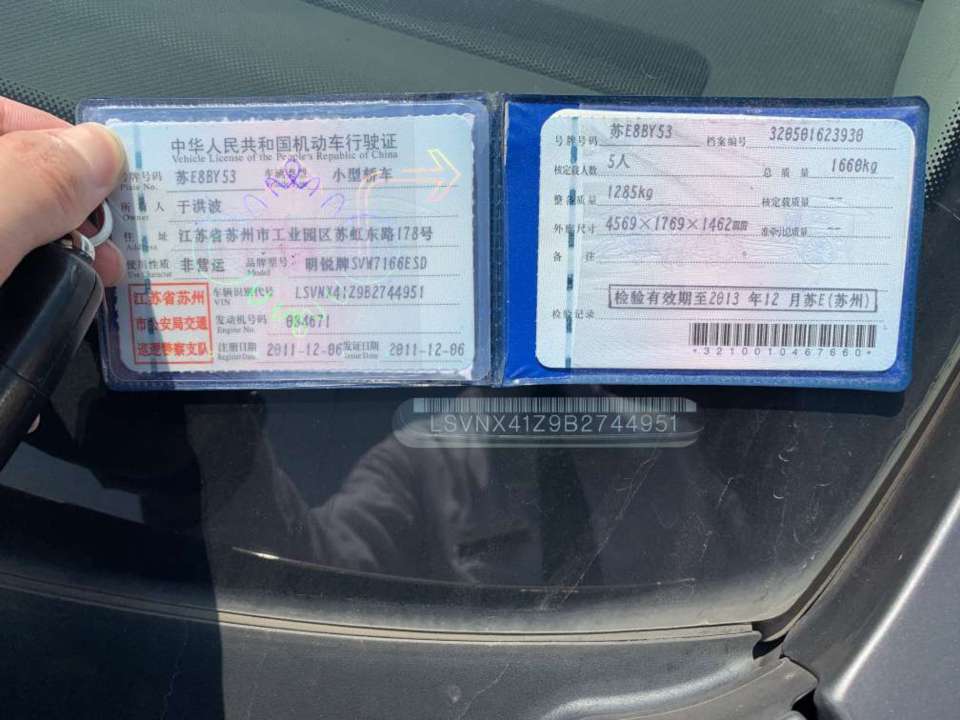 中华人民共和国机动车行驶证
Vehicle License of the People's Republic of China
号牌号码 苏E8BY53 车辆类型 小型轿车
Plate No.
所有人 于洪波
Owner
住址 江苏省苏州市工业园区苏虹东路178号
Address
使用性质 非营运 品牌型号 明锐牌SVW7166ESD
Use Character Model
江苏省苏州
市公安局交通
巡逻警察支队
车辆识别代号 LSVNX41Z9B2744951
VIN
发动机号码 034671
Engine No.
注册日期 2011-12-06 发证日期 2011-12-06
Register Date Issue Date
号牌号码 苏E8BY53 档案编号 320501623930
核定载人数 5人 总质量 1660kg
整备质量 1285kg 核定载质量 --
外廓尺寸 4569×1769×1462mm 准牵引总质量 --
备注
检验有效期至2013 年 12 月苏E(苏州)
检验记录
*3210010467660*
LSVNX41Z9B2744951